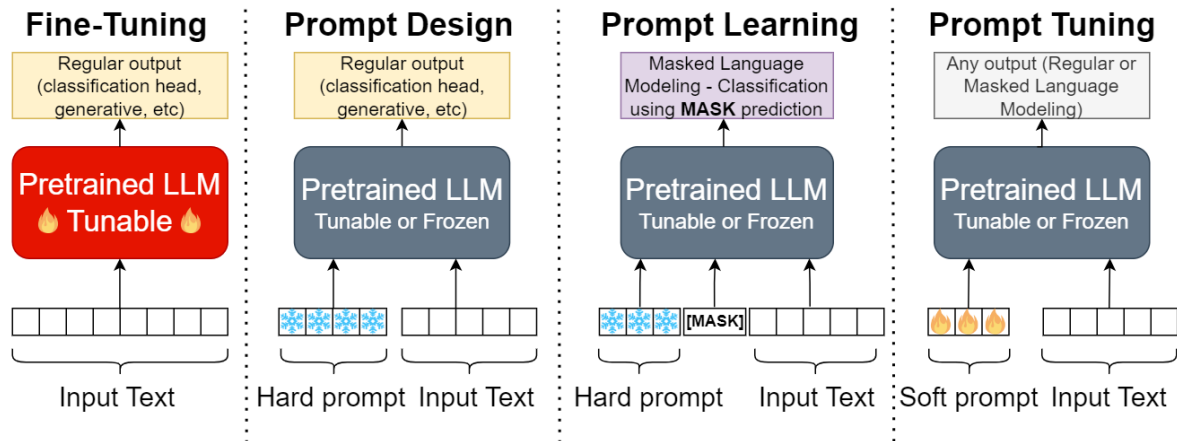 Fine-Tuning
Regular output
(classification head,
generative, etc)
Pretrained LLM
Tunable
Input Text
Prompt Design
Regular output
(classification head,
generative, etc)
Pretrained LLM
Tunable or Frozen
Hard prompt
Input Text
Prompt Learning
Masked Language
Modeling - Classification
using MASK prediction
Pretrained LLM
Tunable or Frozen
[MASK]
Hard prompt
Input Text
Prompt Tuning
Any output (Regular or
Masked Language
Modeling)
Pretrained LLM
Tunable or Frozen
Soft prompt
Input Text